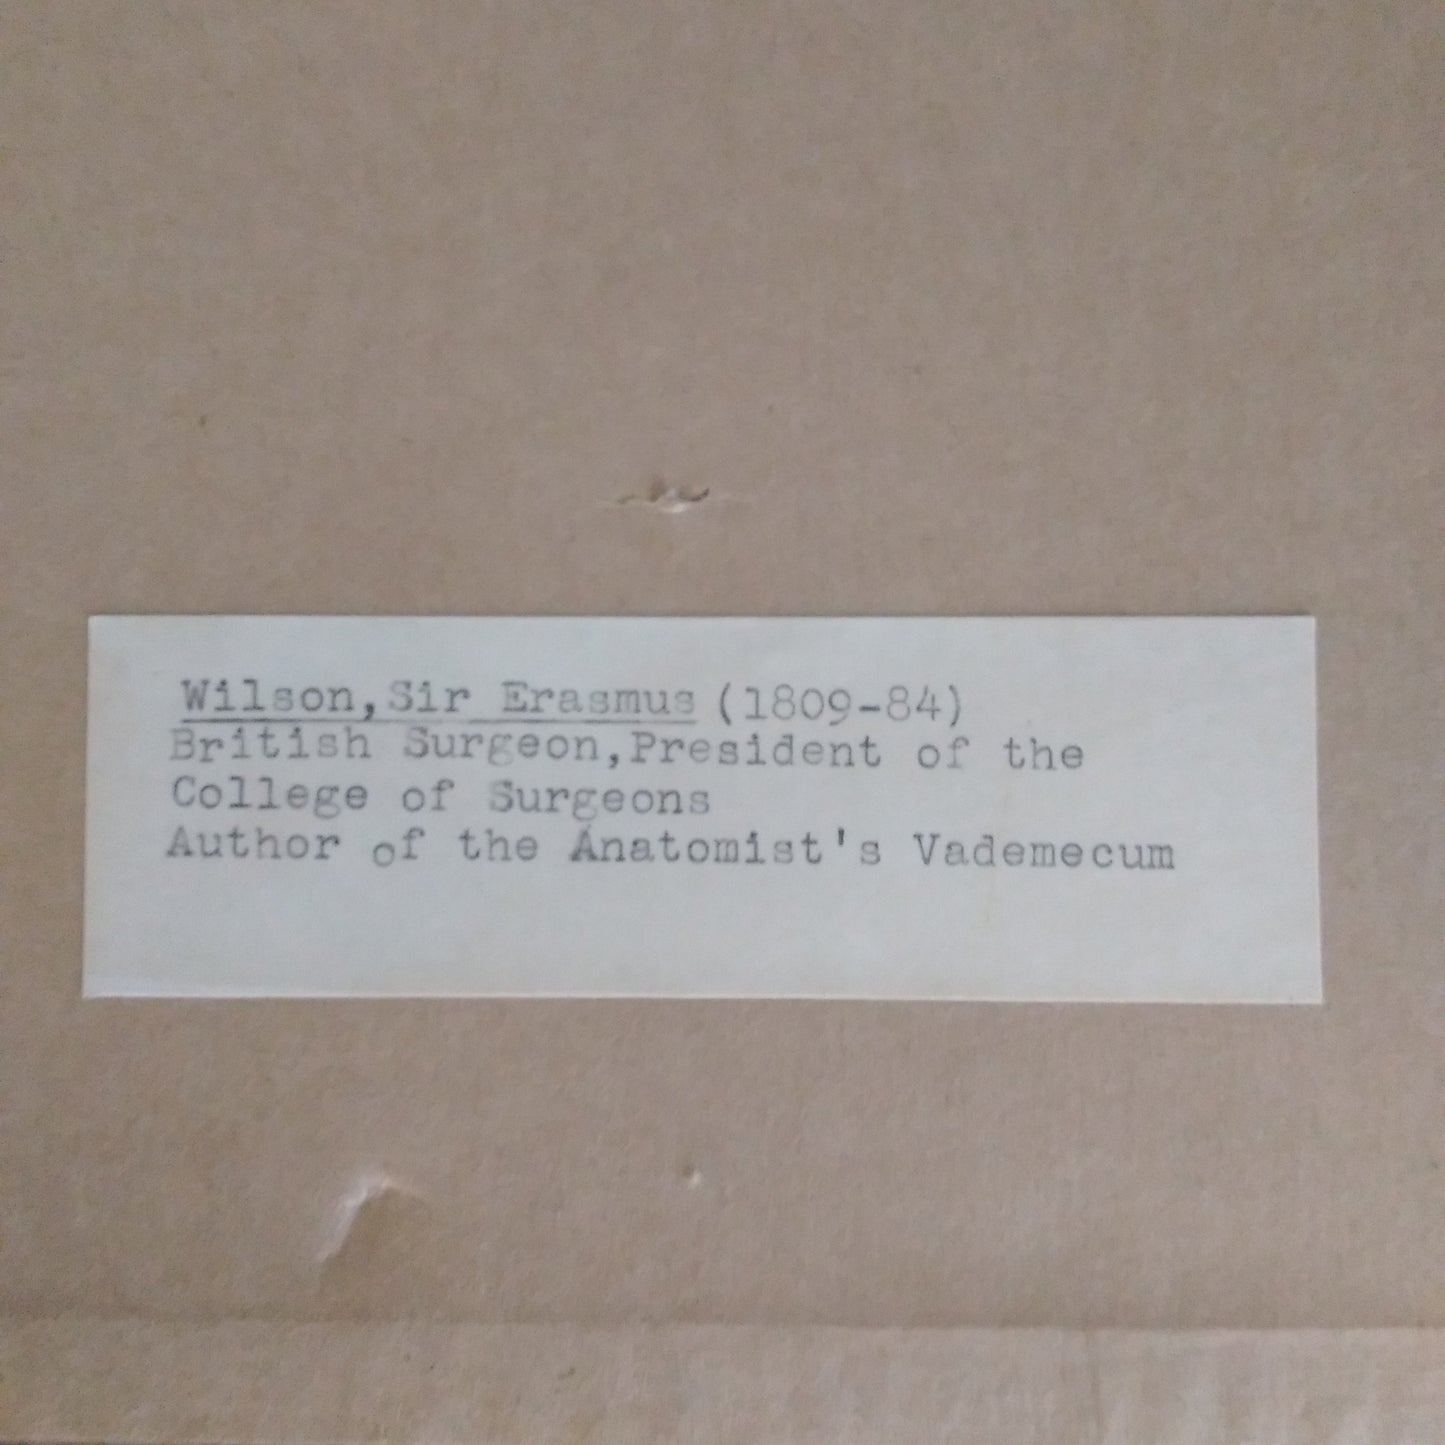 Wilson,Sir Erasmus (1809-84)
British Surgeon,President of the
College of Surgeons
Author of the Anatomist's Vademecum